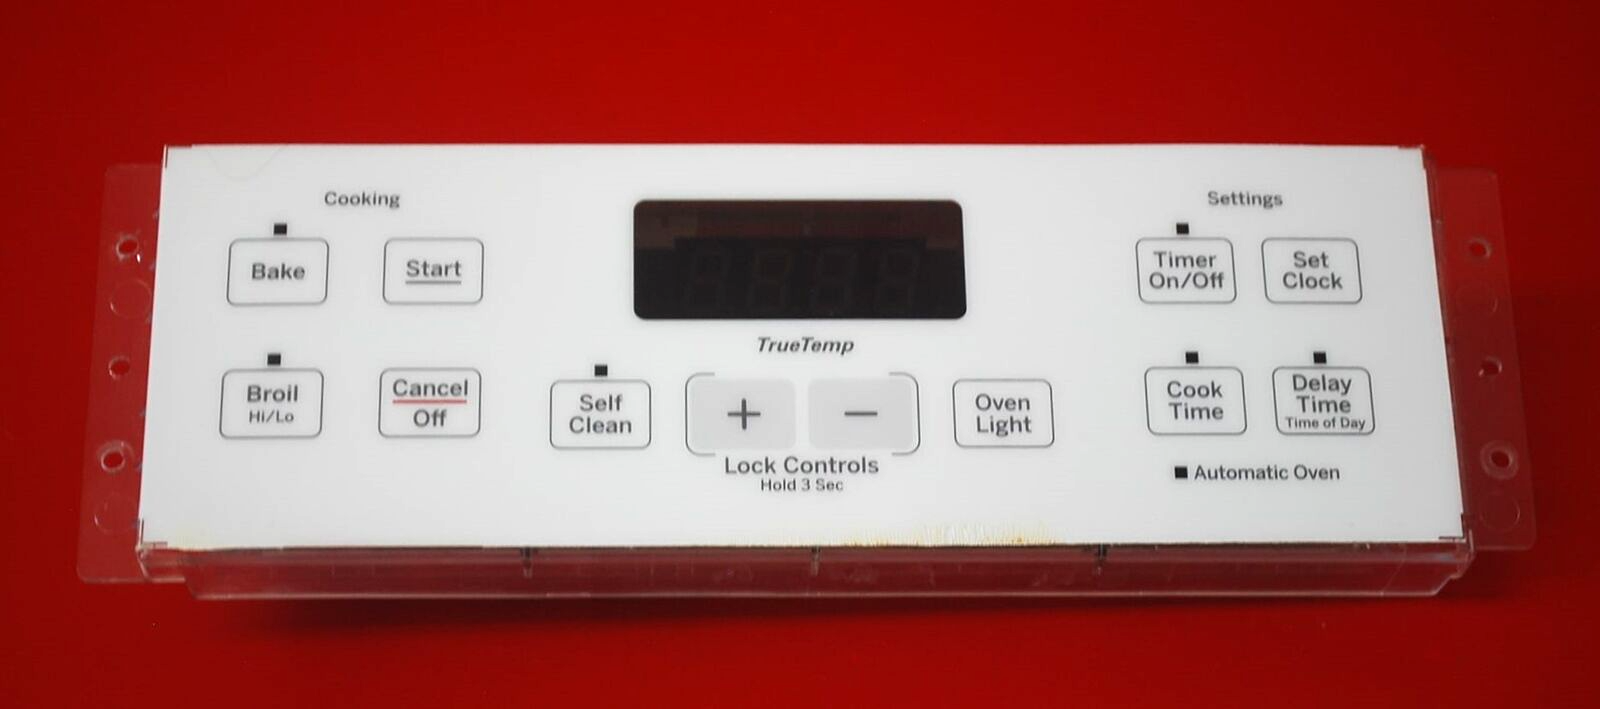 Cooking
Bake
Start
Broil
Hi/Lo
Cancel
Off
Self
Clean
TrueTemp
+
−
Lock Controls
Hold 3 Sec
Oven
Light
Settings
Timer
On/Off
Set
Clock
Cook
Time
Delay
Time
Time of Day
Automatic Oven